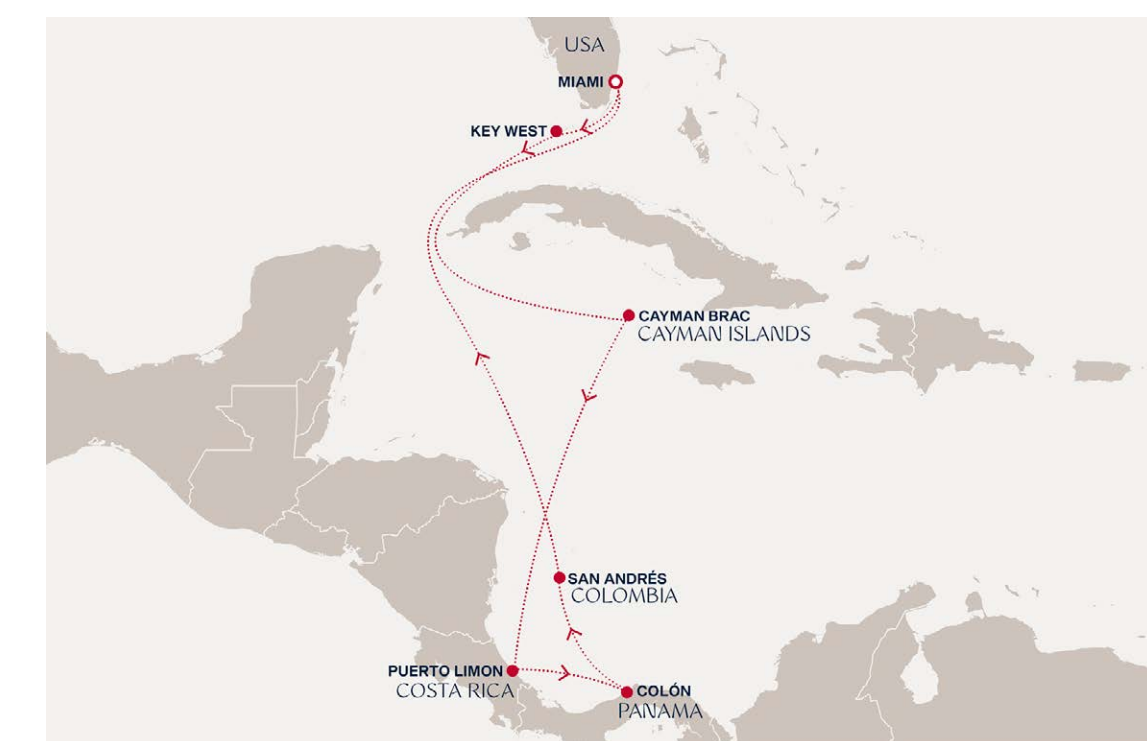 USA
MIAMI
KEY WEST
CAYMAN BRAC
CAYMAN ISLANDS
SAN ANDRÉS
COLOMBIA
PUERTO LIMON
COSTA RICA
COLÓN
PANAMA